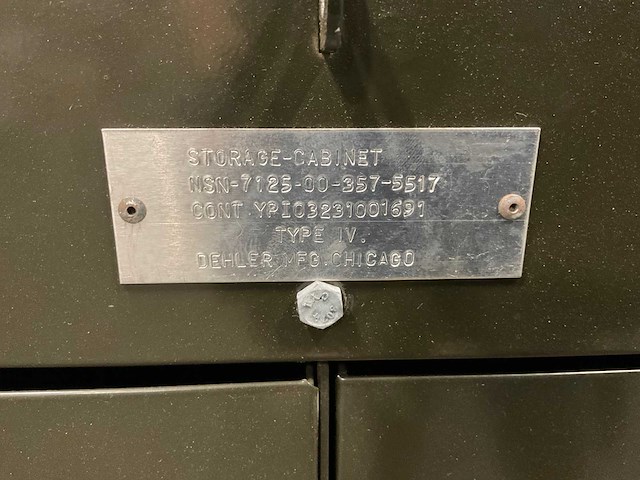 STORAGE-CABINET
NSN-7125-00-357-5517
CONT YPI03231001691
TYPE IV.
DEHLER MFG.CHICAGO